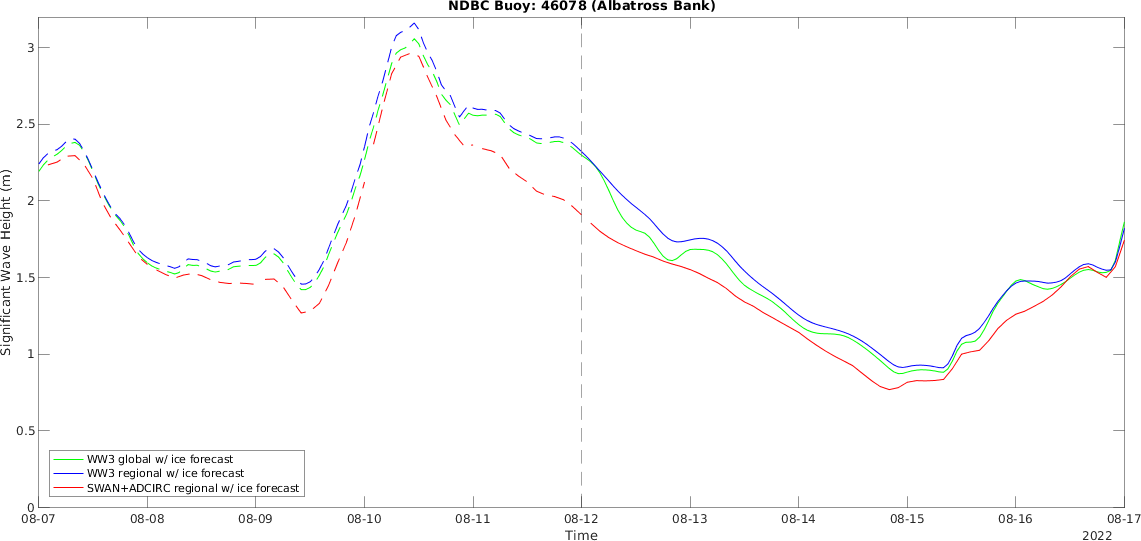 NDBC Buoy: 46078 (Albatross Bank)
3
2.5
2
1.5
1
0.5
0
Significant Wave Height (m)
WW3 global w/ ice forecast
WW3 regional w/ ice forecast
SWAN+ADCIRC regional w/ ice forecast
08-07 08-08 08-09 08-10 08-11 08-12 08-13 08-14 08-15 08-16 08-17
Time
2022